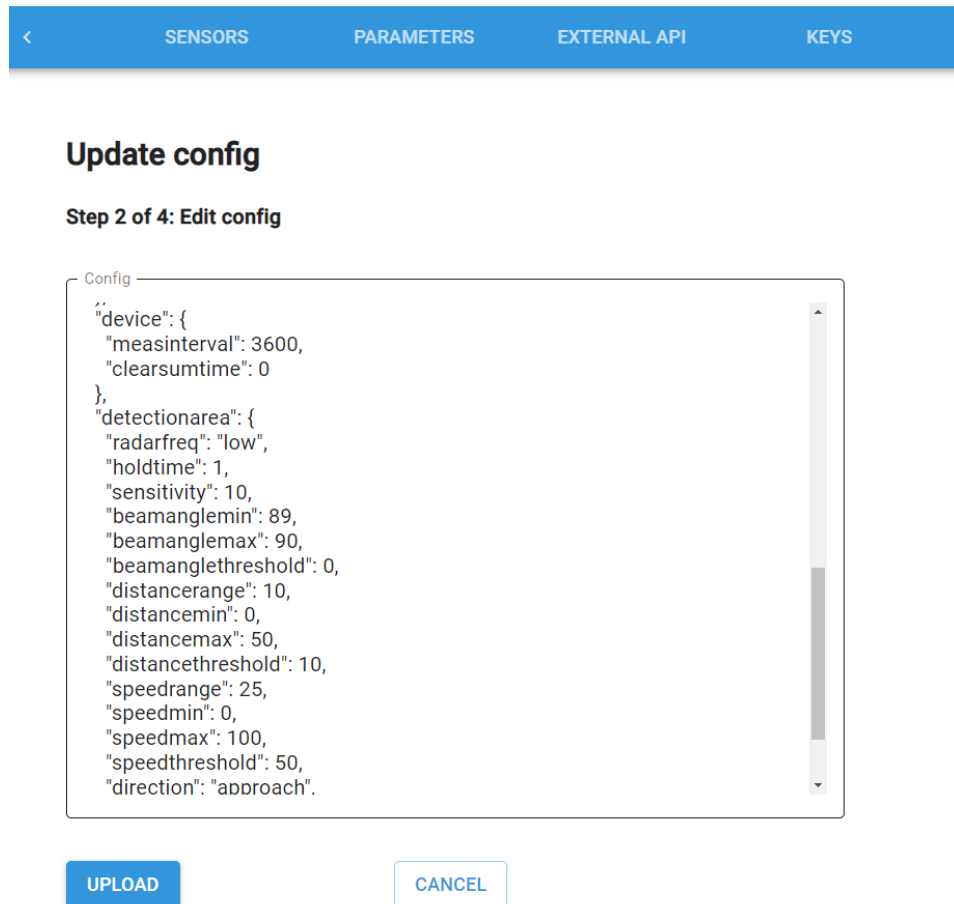 SENSORS PARAMETERS EXTERNAL API KEYS
Update config
Step 2 of 4: Edit config
Config
"device": {
"measinterval": 3600,
"clearsumtime": 0
},
"detectionarea": {
"radarfreq": "low",
"holdtime": 1,
"sensitivity": 10,
"beamanglemin": 89,
"beamanglemax": 90,
"beamanglethreshold": 0,
"distancerange": 10,
"distancemin": 0,
"distancemax": 50,
"distancethreshold": 10,
"speedrange": 25,
"speedmin": 0,
"speedmax": 100,
"speedthreshold": 50,
"direction": "approach",
UPLOAD CANCEL